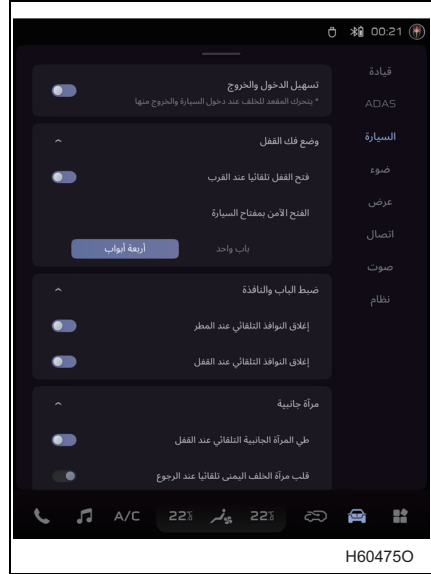 00:21
تسهيل الدخول والخروج
* يتحرك المقعد للخلف عند دخول السيارة والخروج منها
وضع فك القفل
فتح القفل تلقائيا عند القرب
الفتح الآمن بمفتاح السيارة
باب واحد
أربعة أبواب
ضبط الباب والنافذة
إغلاق النوافذ التلقائي عند المطر
إغلاق النوافذ التلقائي عند القفل
مرآة جانبية
طي المرآة الجانبية التلقائي عند القفل
قلب مرآة الخلف اليمنى تلقائيا عند الرجوع
قيادة
ADAS
السيارة
ضوء
عرض
اتصال
صوت
نظام
A/C 22 22
H60475O